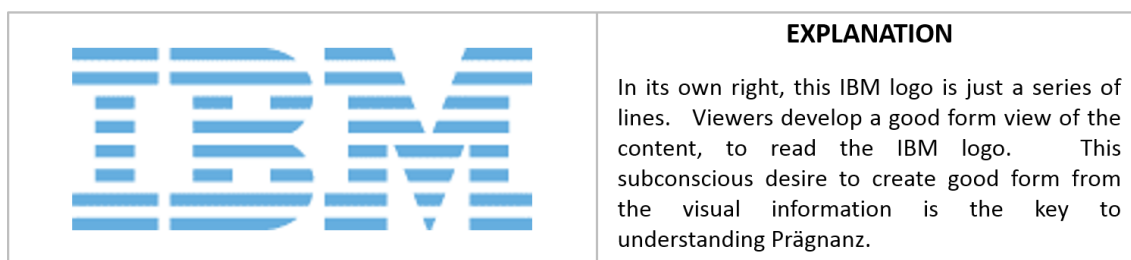 IBM
EXPLANATION
In its own right, this IBM logo is just a series of
lines. Viewers develop a good form view of the
content, to read the IBM logo. This
subconscious desire to create good form from
the visual information is the key to
understanding Prägnanz.